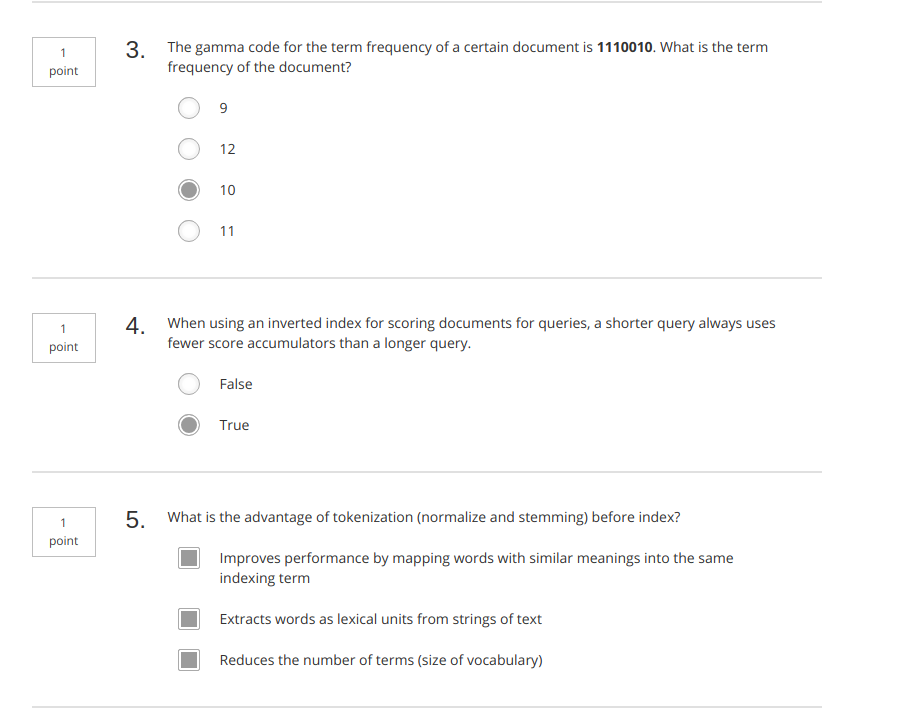 1
point
3.
The gamma code for the term frequency of a certain document is 1110010. What is the term
frequency of the document?
9
12
10
11
1
point
4.
When using an inverted index for scoring documents for queries, a shorter query always uses
fewer score accumulators than a longer query.
False
True
1
point
5.
What is the advantage of tokenization (normalize and stemming) before index?
Improves performance by mapping words with similar meanings into the same
indexing term
Extracts words as lexical units from strings of text
Reduces the number of terms (size of vocabulary)